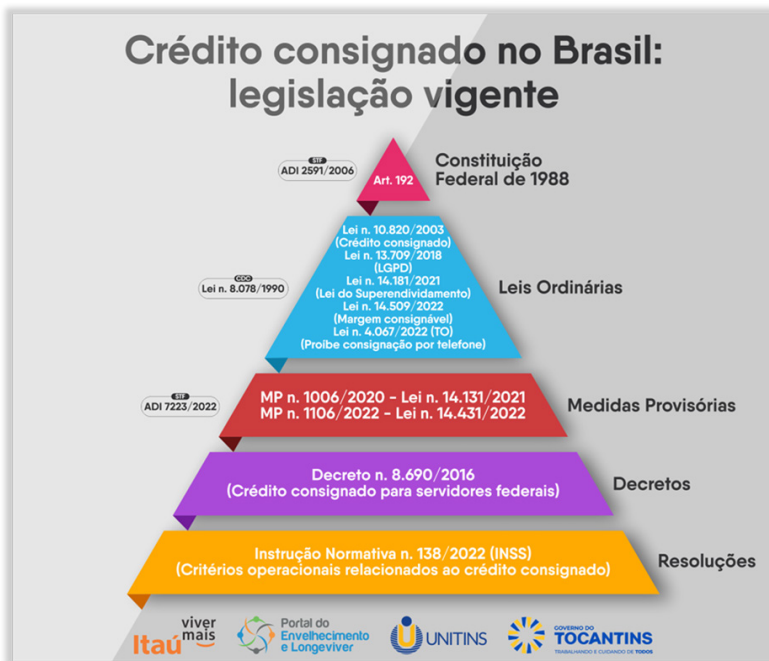 Crédito consignado no Brasil:
legislação vigente
STF
ADI 2591/2006
Art. 192
Constituição
Federal de 1988
Lei n. 10.820/2003
(Crédito consignado)
Lei n. 13.709/2018
(LGPD)
Lei n. 14.181/2021
(Lei do Superendividamento)
Lei n. 14.509/2022
(Margem consignável)
Lei n. 4.067/2022 (TO)
(Proíbe consignação por telefone)
CDC
Lei n. 8.078/1990
Leis Ordinárias
STF
ADI 7223/2022
MP n. 1006/2020 - Lei n. 14.131/2021
MP n. 1106/2022 - Lei n. 14.431/2022
Medidas Provisórias
Decreto n. 8.690/2016
(Crédito consignado para servidores federais)
Decretos
Instrução Normativa n. 138/2022 (INSS)
(Critérios operacionais relacionados ao crédito consignado)
Resoluções
Itaú viver mais
Portal do
Envelhecimento
e Longeviver
UNITINS
GOVERNO DO
TOCANTINS
TRABALHANDO E CUIDANDO DE TODOS